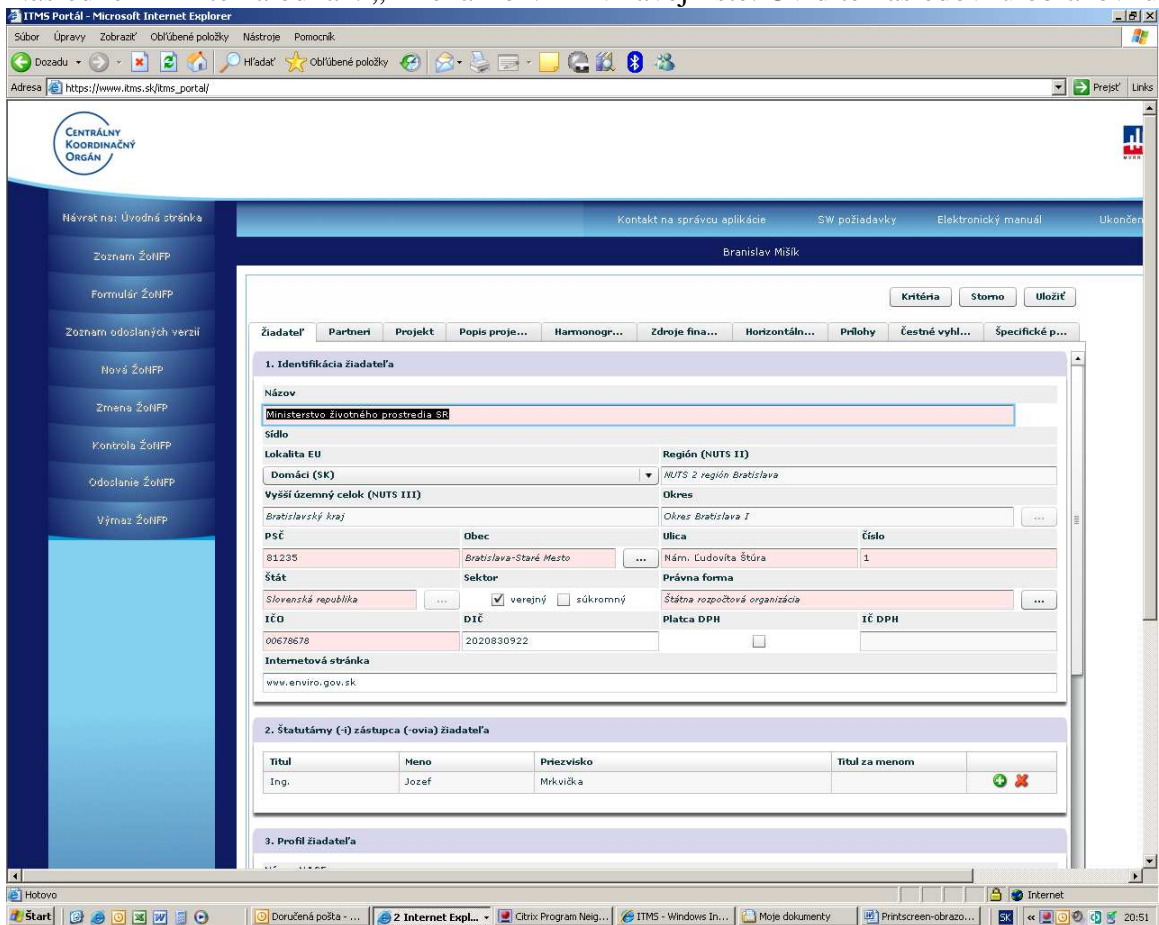 ITMS Portál - Microsoft Internet Explorer
Súbor Úpravy Zobraziť Obľúbené položky Nástroje Pomocník
Dozadu Hľadať Obľúbené položky
Adresa https://www.itms.sk/itms_portal/ Prejsť Links
CENTRÁLNY
KOORDINAČNÝ
ORGÁN
Návrat na: Úvodná stránka Kontakt na správcu aplikácie SW požiadavky Elektronický manuál Ukončen
Zoznam ŽoNFP Branislav Mišík
Formulár ŽoNFP Kritéria Storno Uložiť
Zoznam odoslaných verzií
Nová ŽoNFP
Zmena ŽoNFP
Kontrola ŽoNFP
Odoslanie ŽoNFP
Výmaz ŽoNFP
Žiadateľ Partneri Projekt Popis proje... Harmonogr... Zdroje fina... Horizontáln... Prílohy Čestné vyhl... Špecifické p...
1. Identifikácia žiadateľa
Názov
Ministerstvo životného prostredia SR
Sídlo
Lokalita EU Región (NUTS II)
Domáci (SK) NUTS 2 región Bratislava
Vyšší územný celok (NUTS III) Okres
Bratislavský kraj Okres Bratislava I ...
PSČ Obec Ulica Číslo
81235 Bratislava-Staré Mesto ... Nám. Ľudovíta Štúra 1
Štát Sektor Právna forma
Slovenská republika ... verejný súkromný Štátna rozpočtová organizácia ...
IČO DIČ Platca DPH IČ DPH
00678678 2020830922
Internetová stránka
www.enviro.gov.sk
2. Štatutárny (-i) zástupca (-ovia) žiadateľa
Titul Meno Priezvisko Titul za menom
Ing. Jozef Mrkvička
3. Profil žiadateľa
Hotovo Internet
Štart Doručená pošta - ... 2 Internet Expl... Citrix Program Neig... ITMS - Windows In... Moje dokumenty Printscreen-obrazo... SK 20:51